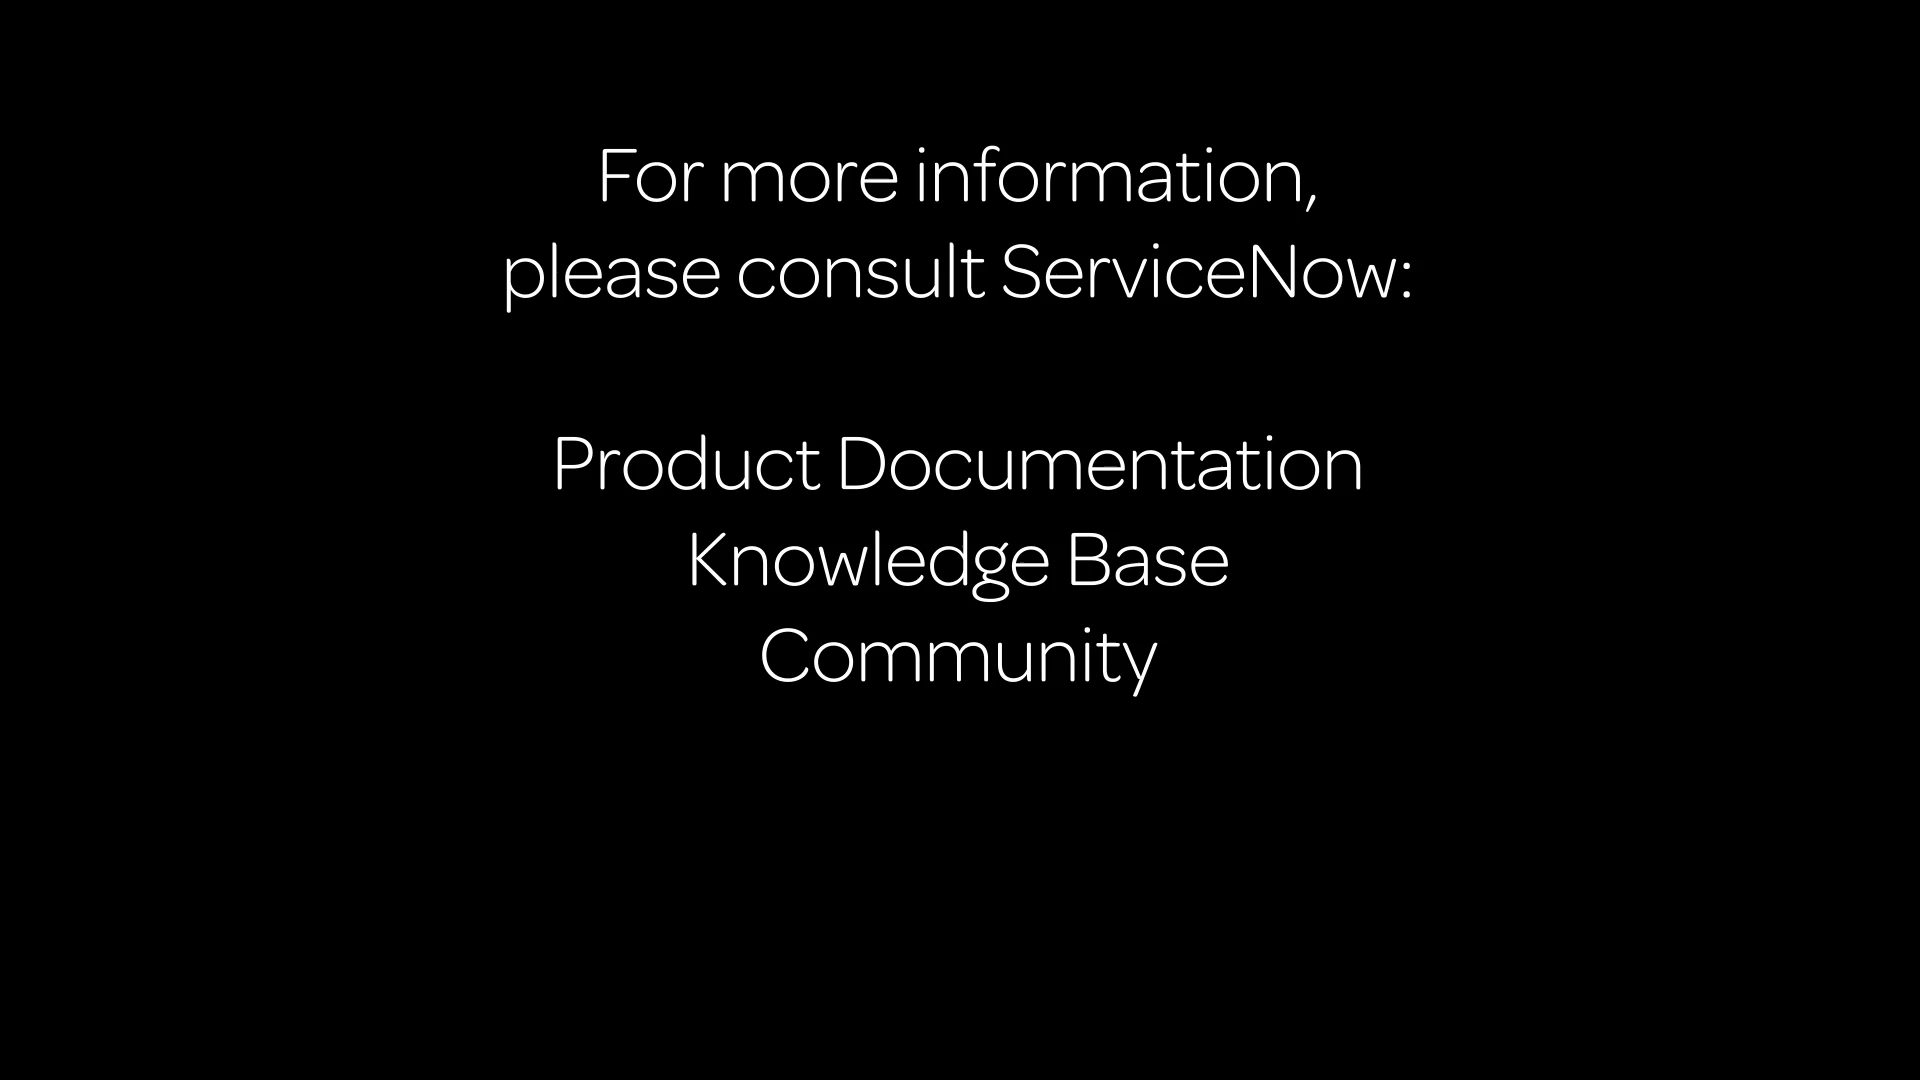 For more information,
please consult ServiceNow:
Product Documentation
Knowledge Base
Community